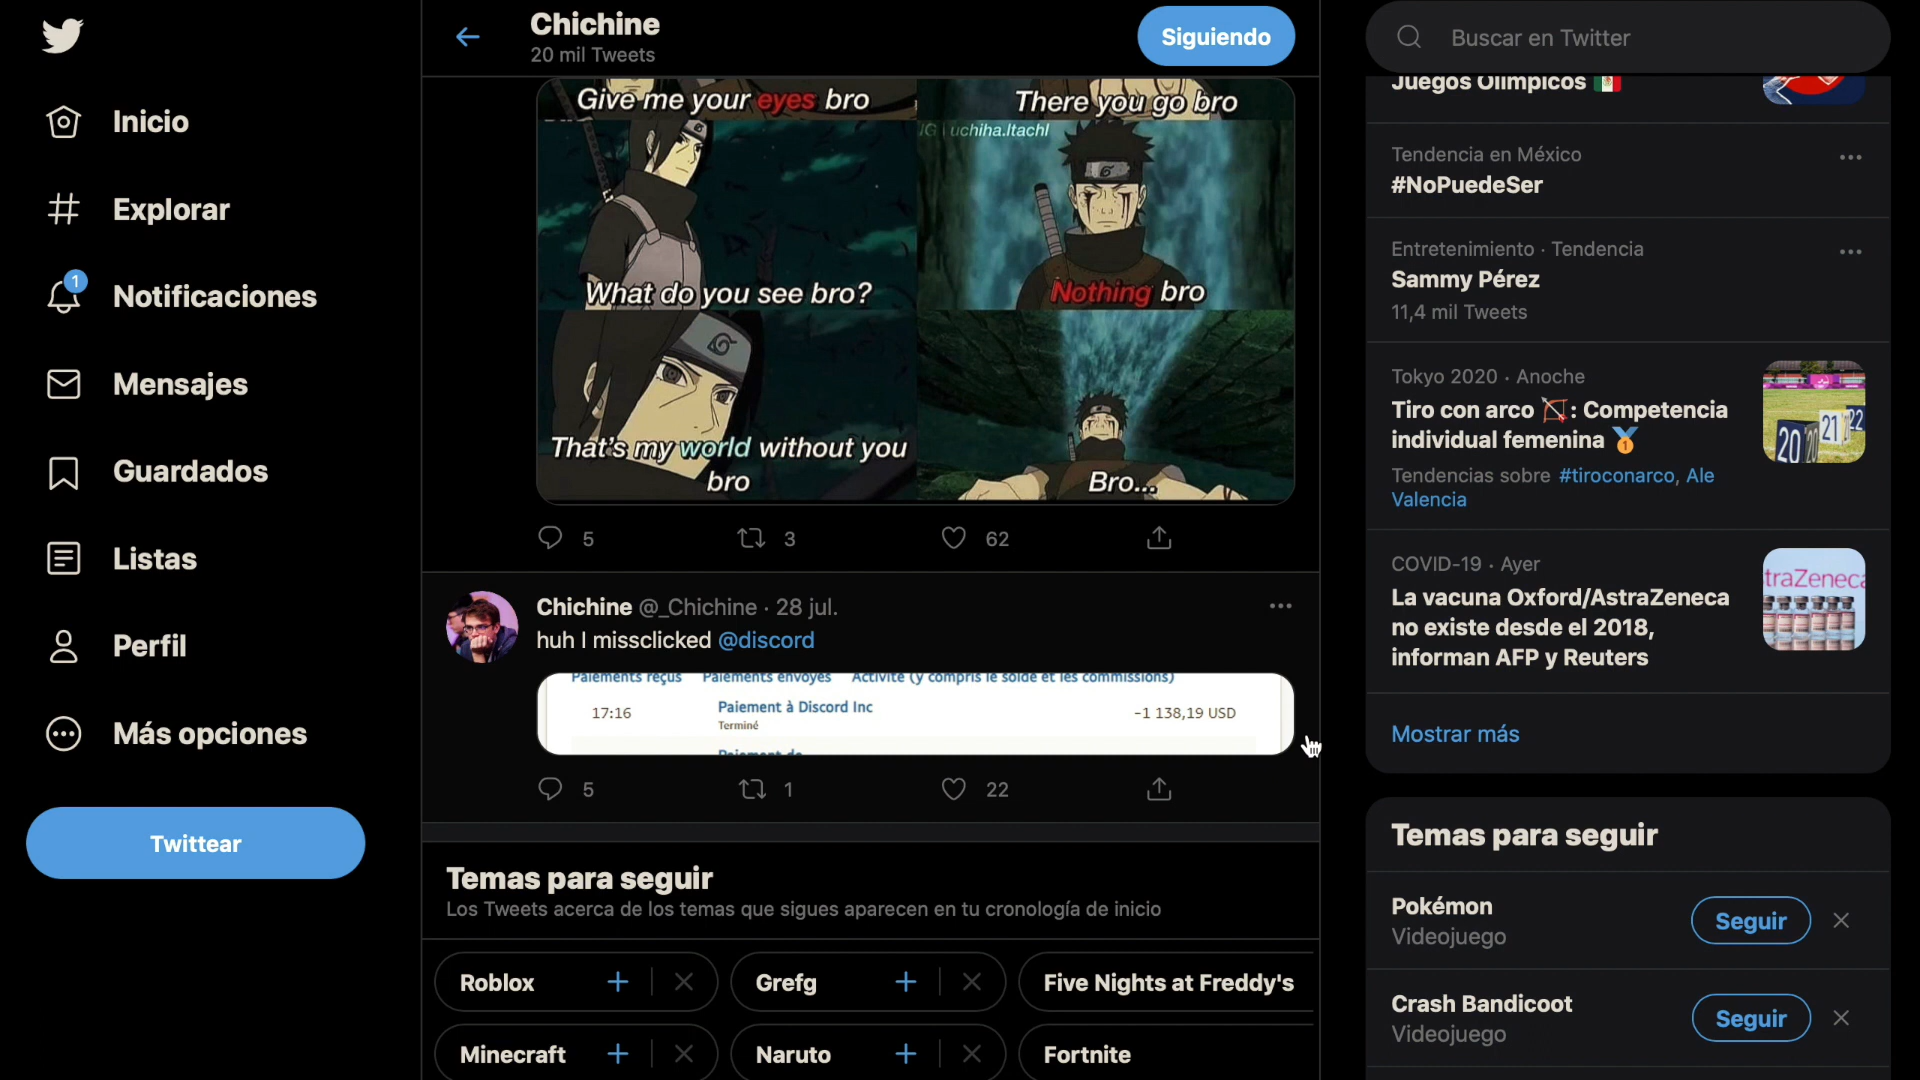 Inicio
Explorar
1
Notificaciones
Mensajes
Guardados
Listas
Perfil
Más opciones
Twittear
Chichine
20 mil Tweets
Siguiendo
Give me your eyes bro
There you go bro
IG | uchiha.Itachi
What do you see bro?
Nothing bro
That's my world without you
bro
Bro...
5
3
62
Chichine @_Chichine · 28 jul.
huh I missclicked @discord
Paiements reçus Paiements envoyés Activité (y compris le solde et les commissions)
17:16
Paiement à Discord Inc
Terminé
-1 138,19 USD
Paiement de
5
1
22
Temas para seguir
Los Tweets acerca de los temas que sigues aparecen en tu cronología de inicio
Roblox
Grefg
Five Nights at Freddy's
Minecraft
Naruto
Fortnite
Buscar en Twitter
Juegos Olímpicos
Tendencia en México
#NoPuedeSer
Entretenimiento · Tendencia
Sammy Pérez
11,4 mil Tweets
Tokyo 2020 · Anoche
Tiro con arco 🏹: Competencia
individual femenina 🏅
20 21 22
Tendencias sobre #tiroconarco, Ale
Valencia
COVID-19 · Ayer
La vacuna Oxford/AstraZeneca
no existe desde el 2018,
informan AFP y Reuters
traZeneca
Mostrar más
Temas para seguir
Pokémon
Videojuego
Seguir
Crash Bandicoot
Videojuego
Seguir